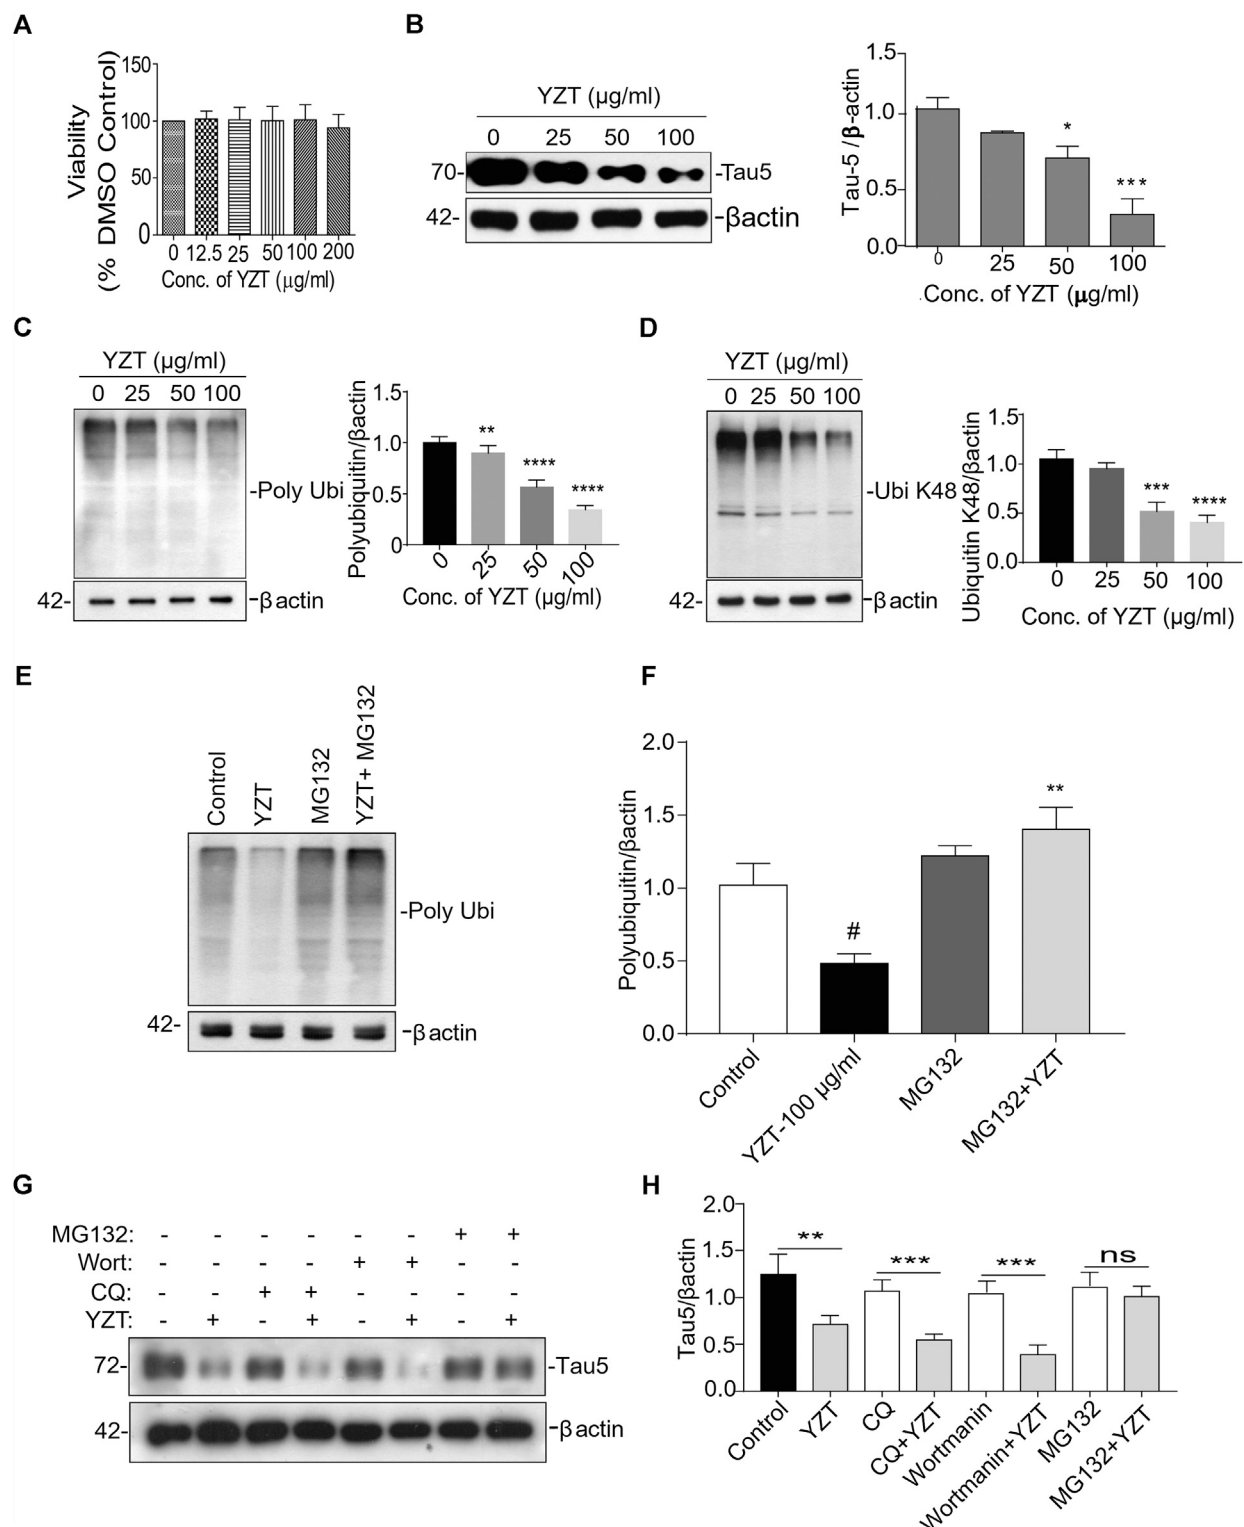 A
150
100
50
0
Viability
(% DMSO Control)
0 12.5 25 50 100 200
Conc. of YZT (μg/ml)
B
YZT (μg/ml)
0 25 50 100
70-
-Tau5
42-
-βactin
1.5
1.0
0.5
0.0
Tau-5 /β-actin
*
***
0 25 50 100
Conc. of YZT (μg/ml)
C
YZT (μg/ml)
0 25 50 100
-Poly Ubi
42-
-β actin
1.5
1.0
0.5
0
Polyubiquitin/βactin
**
****
****
0 25 50 100
Conc. of YZT (μg/ml)
D
YZT (μg/ml)
0 25 50 100
-Ubi K48
42-
-β actin
1.5
1.0
0.5
0.0
Ubiquitin K48/βactin
***
****
0 25 50 100
Conc. of YZT (μg/ml)
E
Control
YZT
MG132
YZT+ MG132
-Poly Ubi
42-
-β actin
F
2.0
1.5
1.0
0.5
0.0
Polyubiquitin/βactin
#
**
Control
YZT-100 μg/ml
MG132
MG132+YZT
G
MG132: - - - - - - + +
Wort: - - - - + + - -
CQ: - - + + - - - -
YZT: - + - + - + - +
72-
-Tau5
42-
-β actin
H
2.0
1.5
1.0
0.5
0.0
Tau5/βactin
**
***
***
ns
Control
YZT
CQ
CQ+YZT
Wortmanin
Wortmanin+YZT
MG132
MG132+YZT